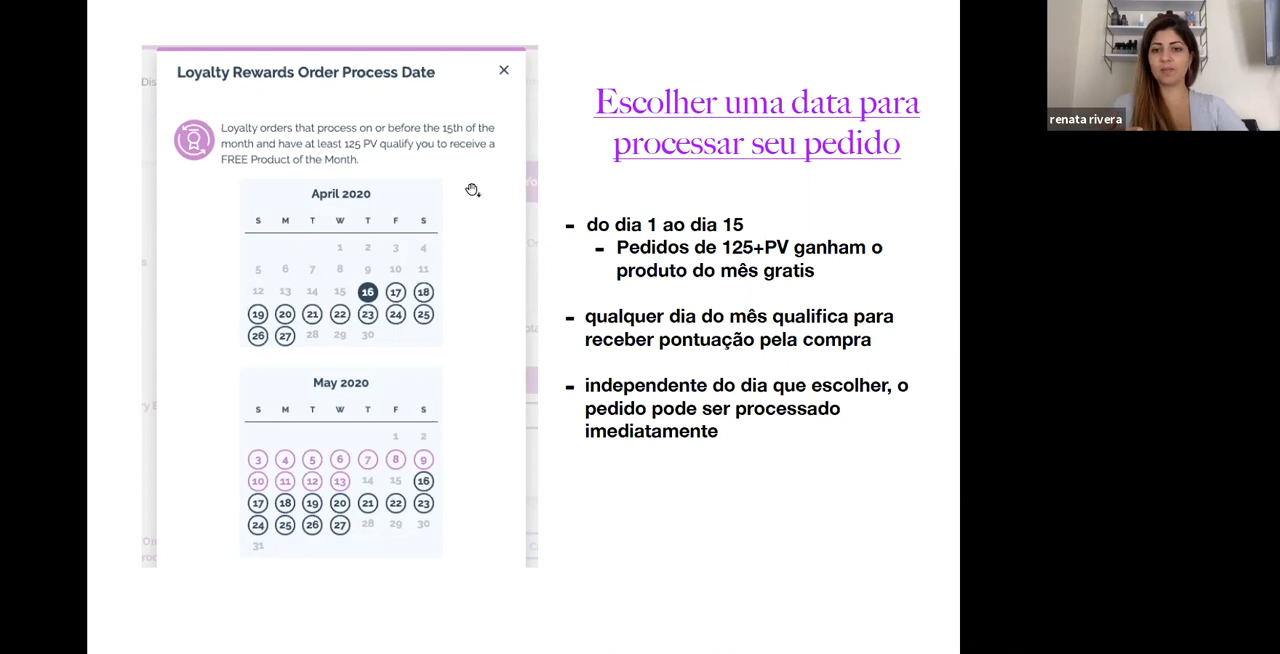 Loyalty Rewards Order Process Date
Loyalty orders that process on or before the 15th of the
month and have at least 125 PV qualify you to receive a
FREE Product of the Month.
April 2020
S M T W T F S
1 2 3 4
5 6 7 8 9 10 11
12 13 14 15 16 17 18
19 20 21 22 23 24 25
26 27 28 29 30
May 2020
S M T W T F S
1 2
3 4 5 6 7 8 9
10 11 12 13 14 15 16
17 18 19 20 21 22 23
24 25 26 27 28 29 30
31
Escolher uma data para
processar seu pedido
- do dia 1 ao dia 15
- Pedidos de 125+PV ganham o
produto do mês gratis
- qualquer dia do mês qualifica para
receber pontuação pela compra
- independente do dia que escolher, o
pedido pode ser processado
imediatamente
renata rivera